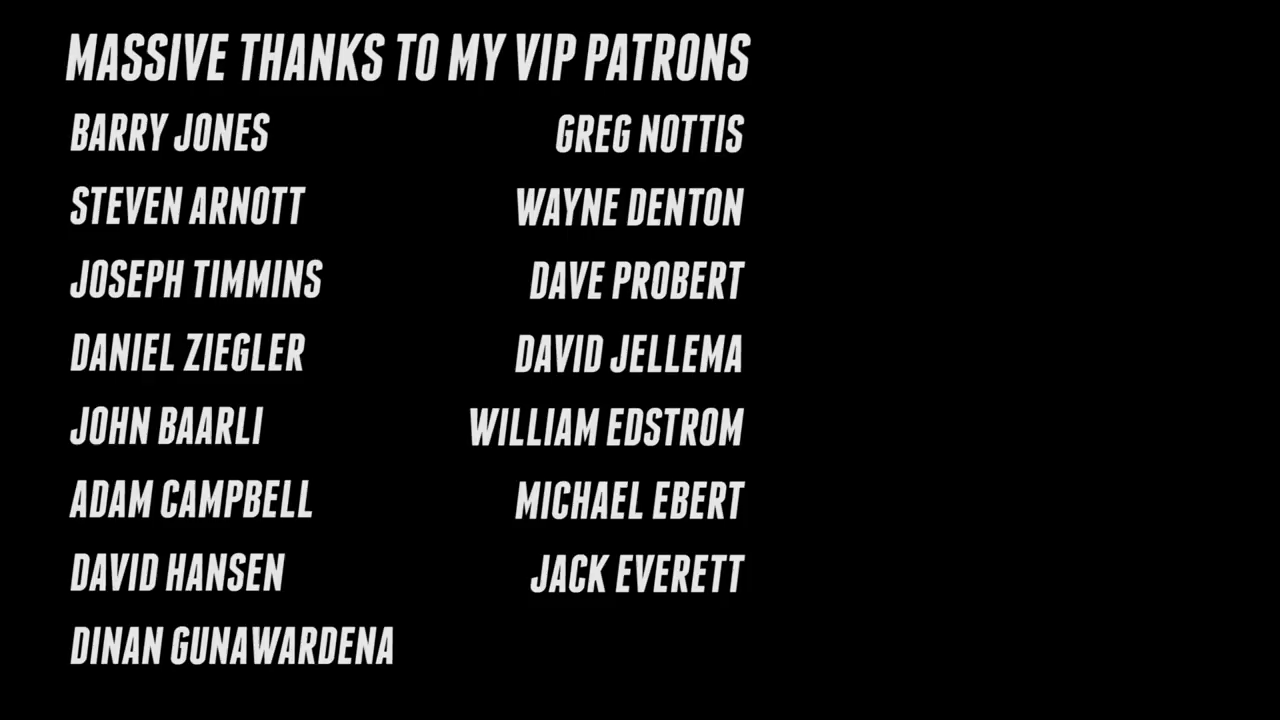 MASSIVE THANKS TO MY VIP PATRONS
BARRY JONES
STEVEN ARNOTT
JOSEPH TIMMINS
DANIEL ZIEGLER
JOHN BAARLI
ADAM CAMPBELL
DAVID HANSEN
DINAN GUNAWARDENA
GREG NOTTIS
WAYNE DENTON
DAVE PROBERT
DAVID JELLEMA
WILLIAM EDSTROM
MICHAEL EBERT
JACK EVERETT